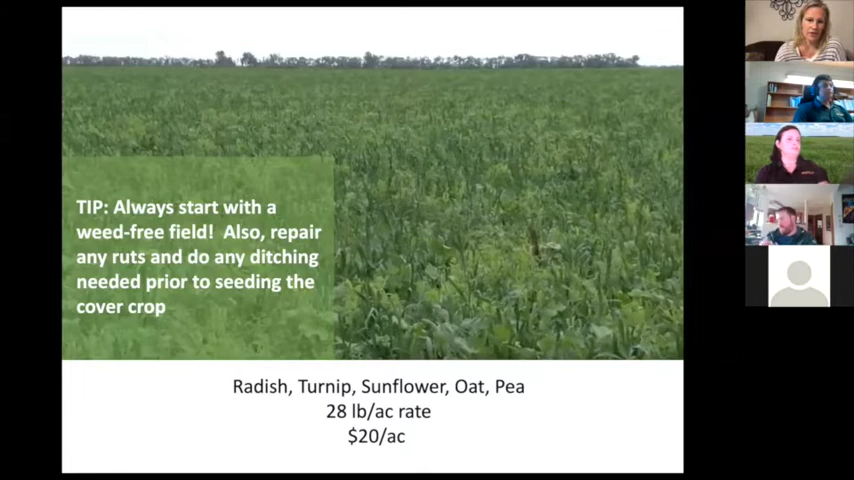 TIP: Always start with a
weed-free field! Also, repair
any ruts and do any ditching
needed prior to seeding the
cover crop
Radish, Turnip, Sunflower, Oat, Pea
28 lb/ac rate
$20/ac